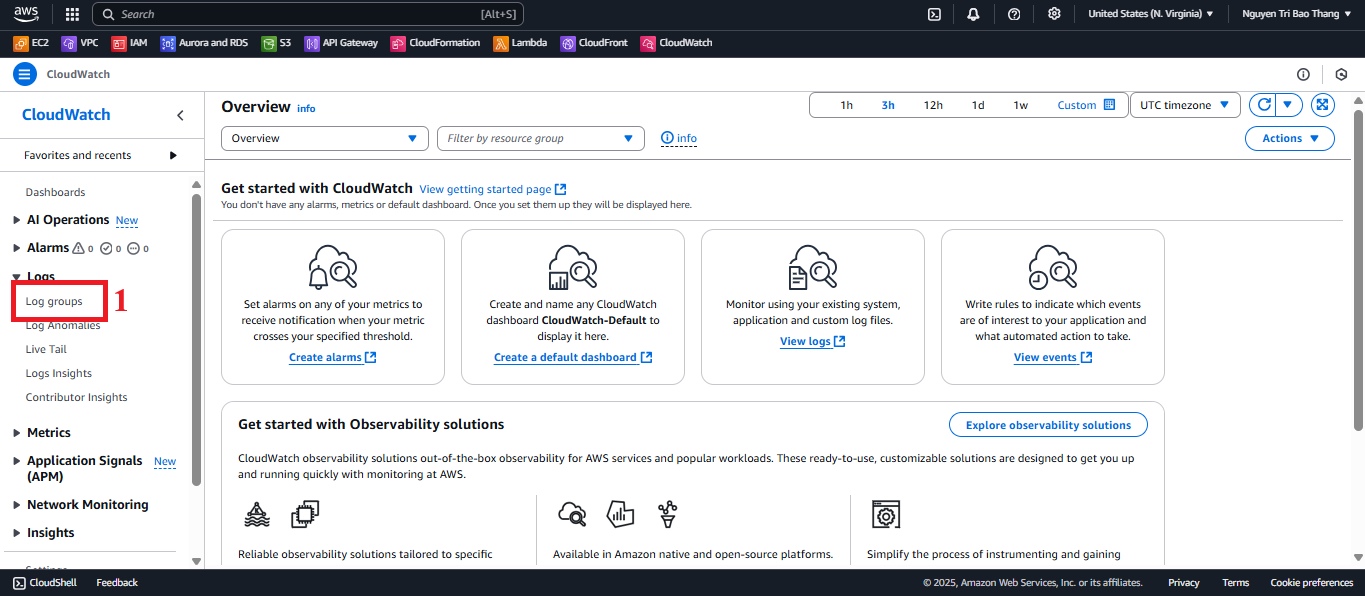 aws
Search [Alt+S]
United States (N. Virginia)
Nguyen Tri Bao Thang
EC2 VPC IAM Aurora and RDS S3 API Gateway CloudFormation Lambda CloudFront CloudWatch
CloudWatch
CloudWatch
Favorites and recents
Dashboards
AI Operations New
Alarms 0 0 0
Logs
Log groups 1
Log Anomalies
Live Tail
Logs Insights
Contributor Insights
Metrics
Application Signals New
(APM)
Network Monitoring
Insights
Settings
Overview info
1h 3h 12h 1d 1w Custom UTC timezone
Overview Filter by resource group info
Actions
Get started with CloudWatch View getting started page
You don't have any alarms, metrics or default dashboard. Once you set them up they will be displayed here.
Set alarms on any of your metrics to
receive notification when your metric
crosses your specified threshold.
Create alarms
Create and name any CloudWatch
dashboard CloudWatch-Default to
display it here.
Create a default dashboard
Monitor using your existing system,
application and custom log files.
View logs
Write rules to indicate which events
are of interest to your application and
what automated action to take.
View events
Get started with Observability solutions
Explore observability solutions
CloudWatch observability solutions out-of-the-box observability for AWS services and popular workloads. These ready-to-use, customizable solutions are designed to get you up
and running quickly with monitoring at AWS.
Reliable observability solutions tailored to specific
Available in Amazon native and open-source platforms.
Simplify the process of instrumenting and gaining
CloudShell Feedback
© 2025, Amazon Web Services, Inc. or its affiliates. Privacy Terms Cookie preferences